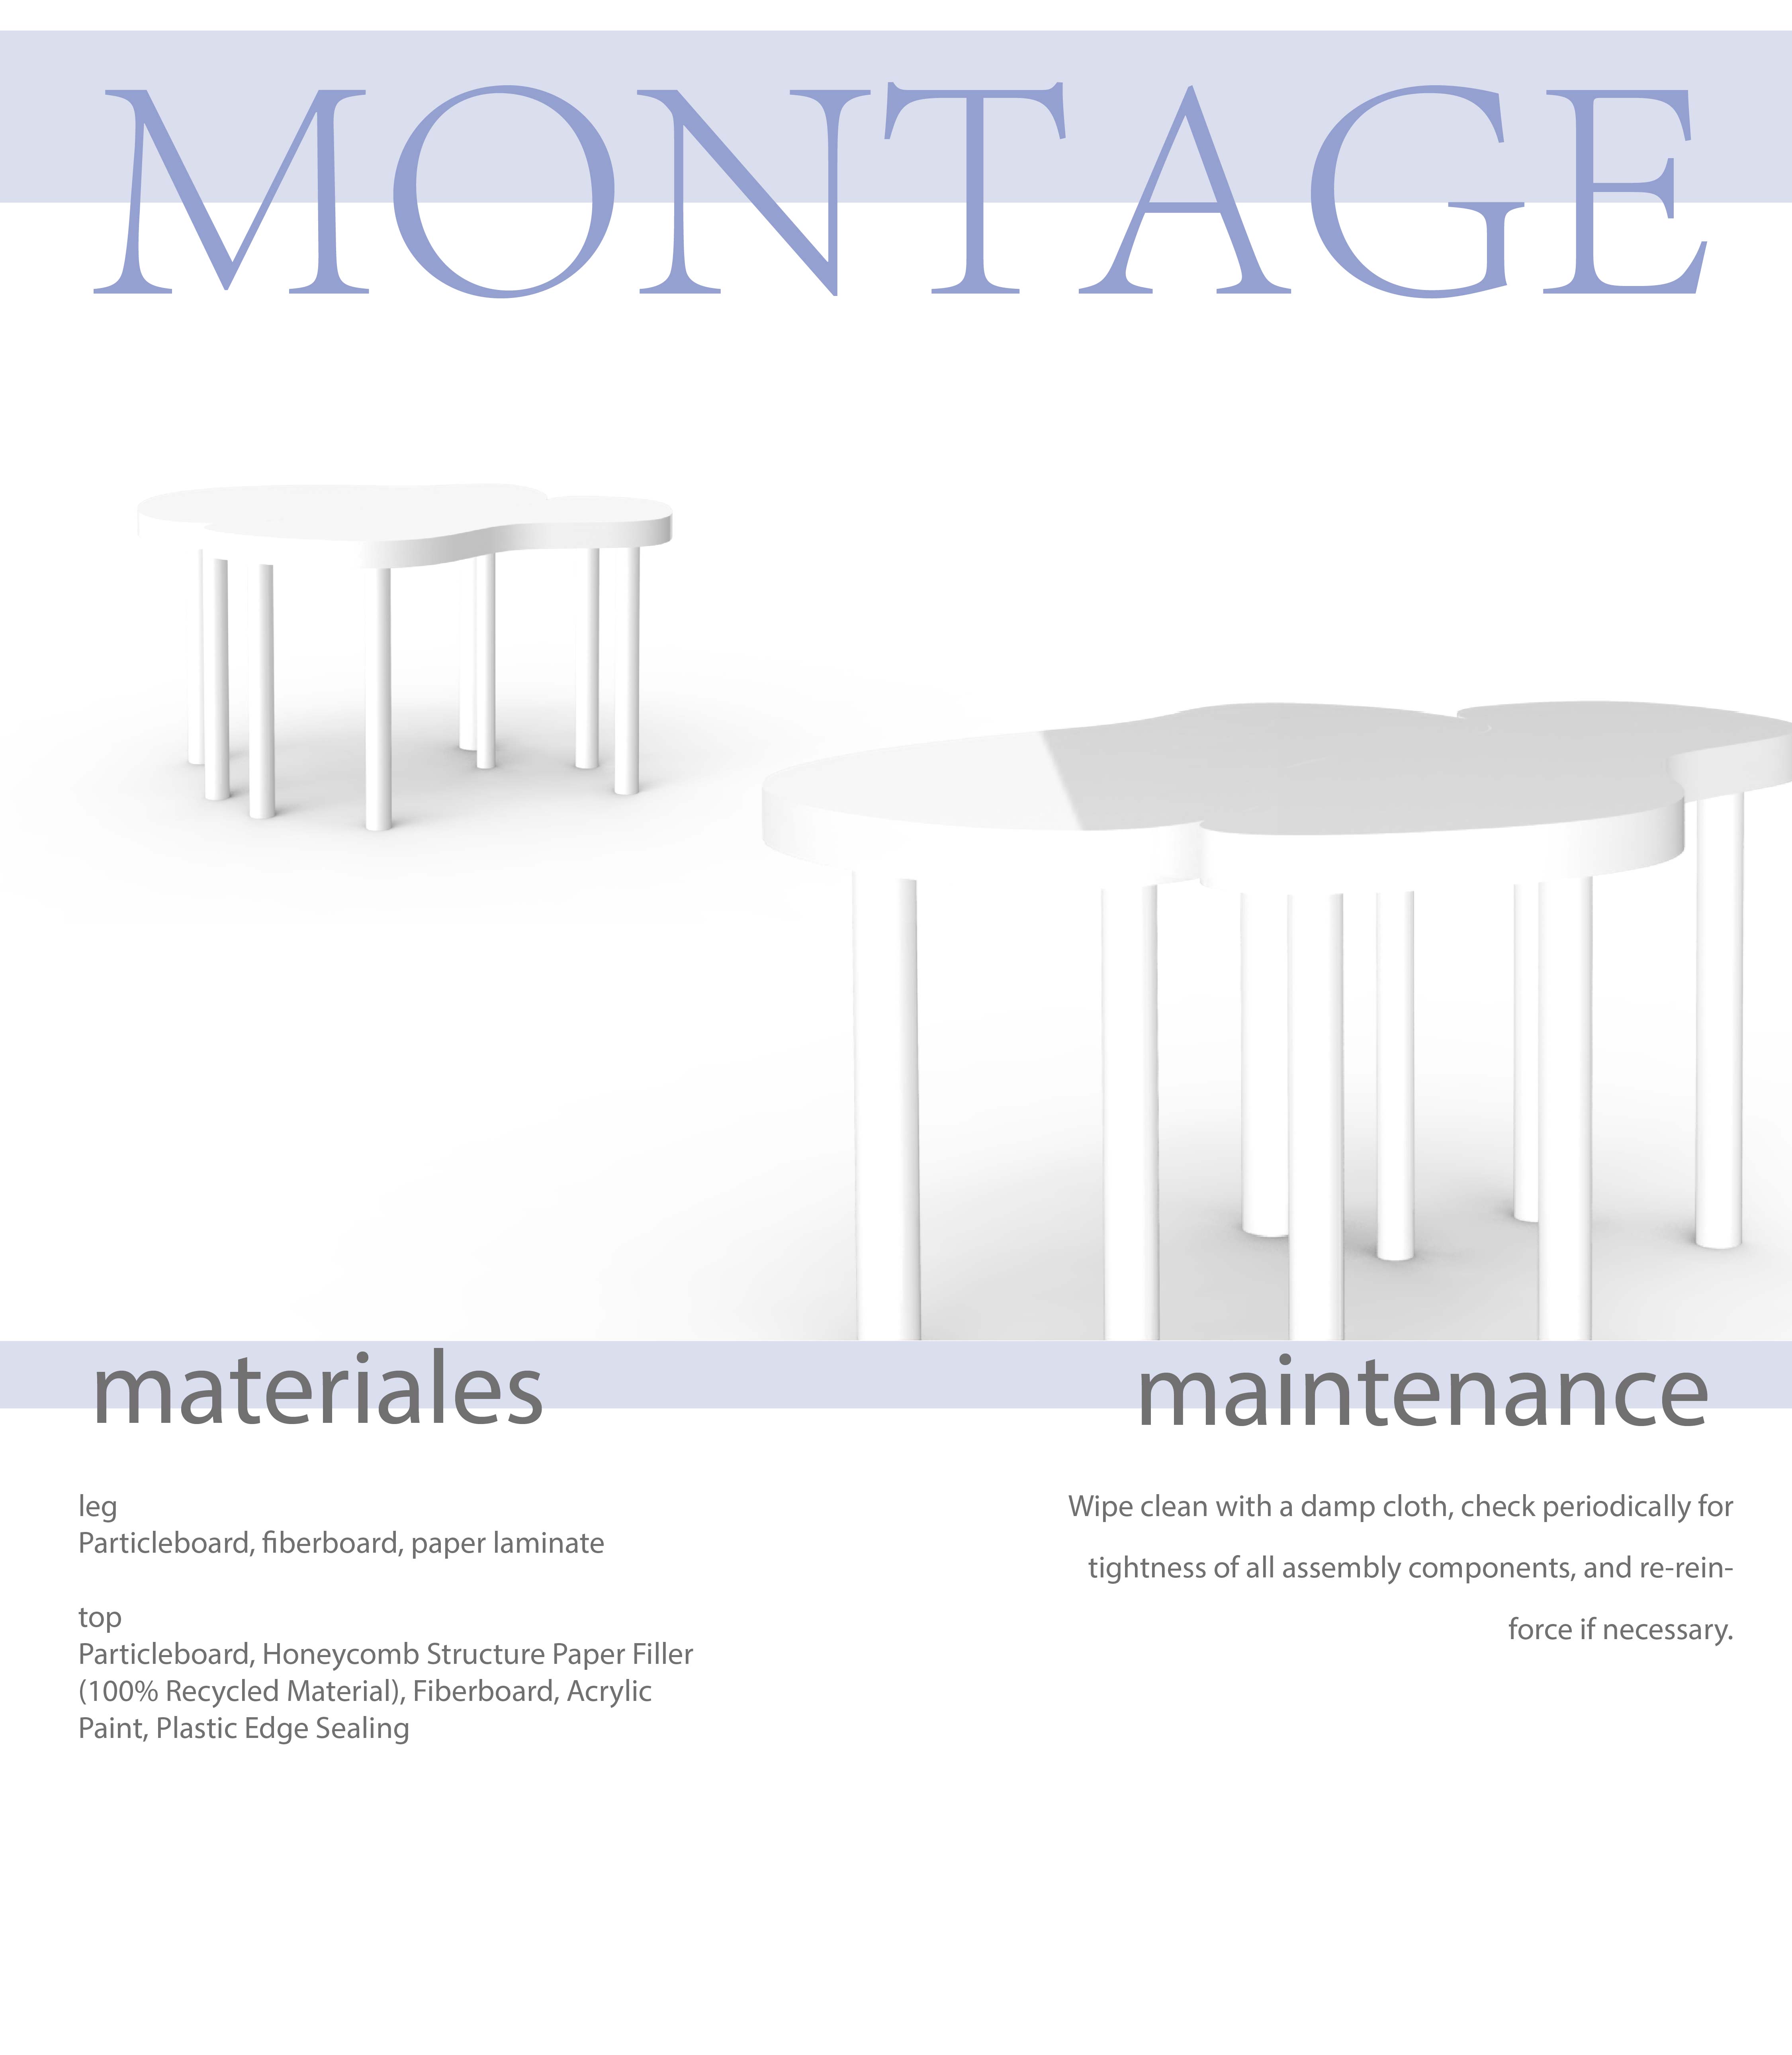 MONTAGE
materiales
leg
Particleboard, fiberboard, paper laminate
top
Particleboard, Honeycomb Structure Paper Filler
(100% Recycled Material), Fiberboard, Acrylic
Paint, Plastic Edge Sealing
maintenance
Wipe clean with a damp cloth, check periodically for
tightness of all assembly components, and re-rein-
force if necessary.